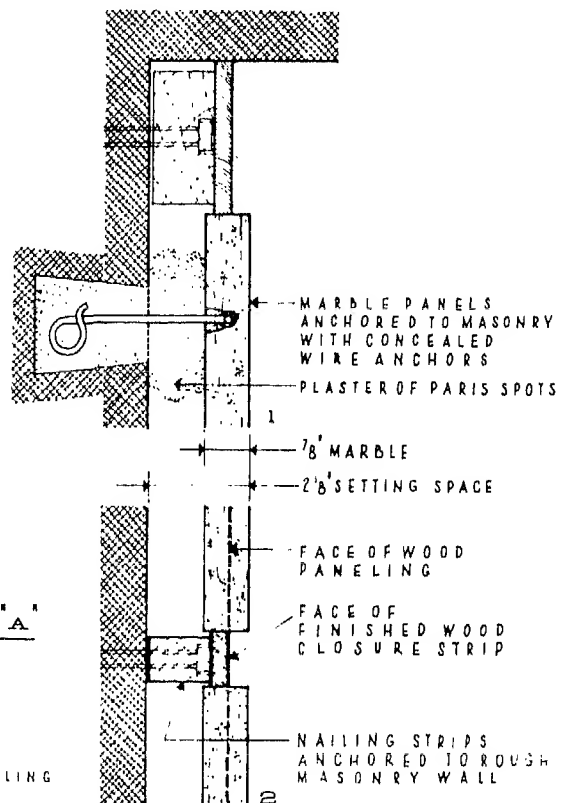 MARBLE PANELS
ANCHORED TO MASONRY
WITH CONCEALED
WIRE ANCHORS
PLASTER OF PARIS SPOTS
1
7/8" MARBLE
2 1/8" SETTING SPACE
FACE OF WOOD
PANELING
"A"
FACE OF
FINISHED WOOD
CLOSURE STRIP
NAILING STRIPS
ANCHORED TO ROUGH
MASONRY WALL
LING
2